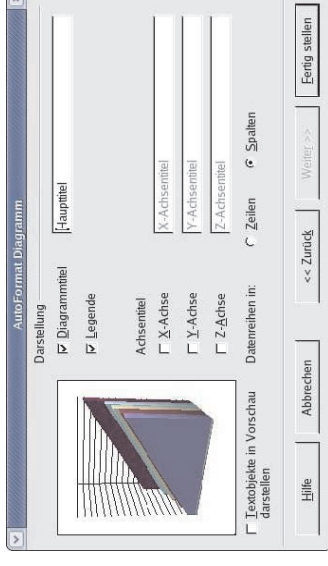 AutoFormat Diagramm
Darstellung
Diagrammtitel
Hauptitel
Legende
Achsentitel
X-Achse
X-Achsentitel
Y-Achse
Y-Achsentitel
Z-Achse
Z-Achsentitel
Textobjekte in Vorschau
darstellen
Datenreihen in:
Zeilen
Spalten
Hilfe
Abbrechen
<< Zurück
Weiter >>
Fertig stellen